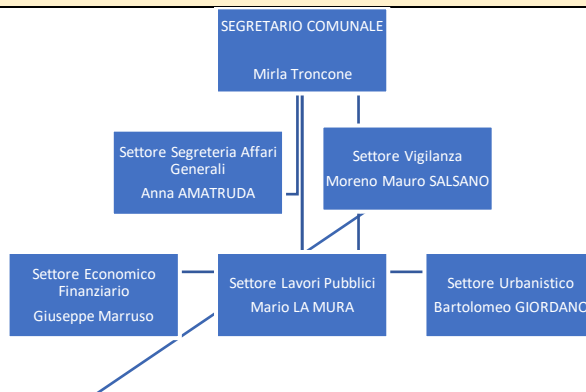 SEGRETARIO COMUNALE
Mirla Troncone
Settore Segreteria Affari
Generali
Anna AMATRUDA
Settore Vigilanza
Moreno Mauro SALSANO
Settore Economico
Finanziario
Giuseppe Marruso
Settore Lavori Pubblici
Mario LA MURA
Settore Urbanistico
Bartolomeo GIORDANO